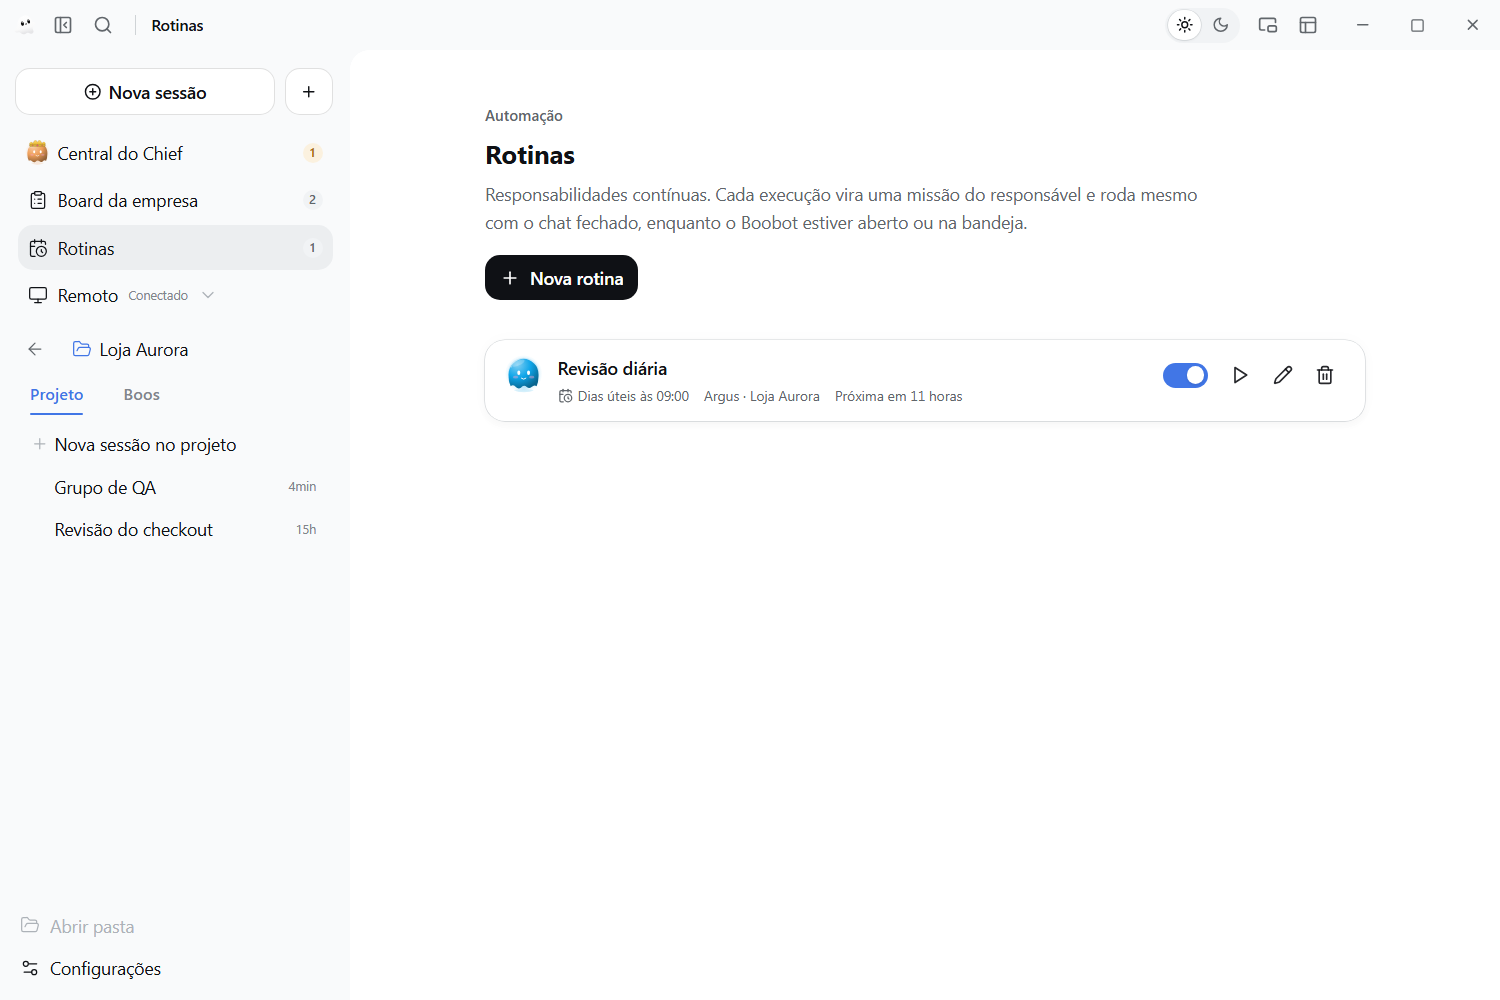 Rotinas
Nova sessão
Central do Chief 1
Board da empresa 2
Rotinas 1
Remoto Conectado
Loja Aurora
Projeto Boos
Nova sessão no projeto
Grupo de QA 4min
Revisão do checkout 15h
Abrir pasta
Configurações
Automação
Rotinas
Responsabilidades contínuas. Cada execução vira uma missão do responsável e roda mesmo
com o chat fechado, enquanto o Boobot estiver aberto ou na bandeja.
Nova rotina
Revisão diária
Dias úteis às 09:00 Argus · Loja Aurora Próxima em 11 horas